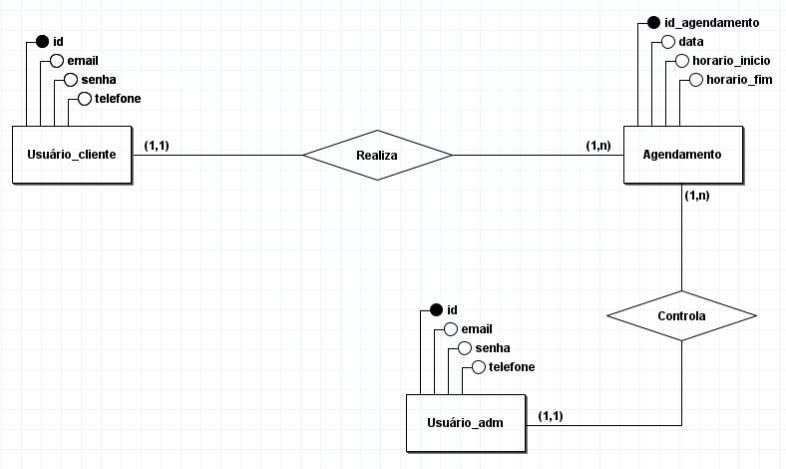 id
email
senha
telefone
Usuário_cliente
(1,1)
Realiza
(1,n)
id_agendamento
data
horario_inicio
horario_fim
Agendamento
(1,n)
Controla
id
email
senha
telefone
Usuário_adm
(1,1)